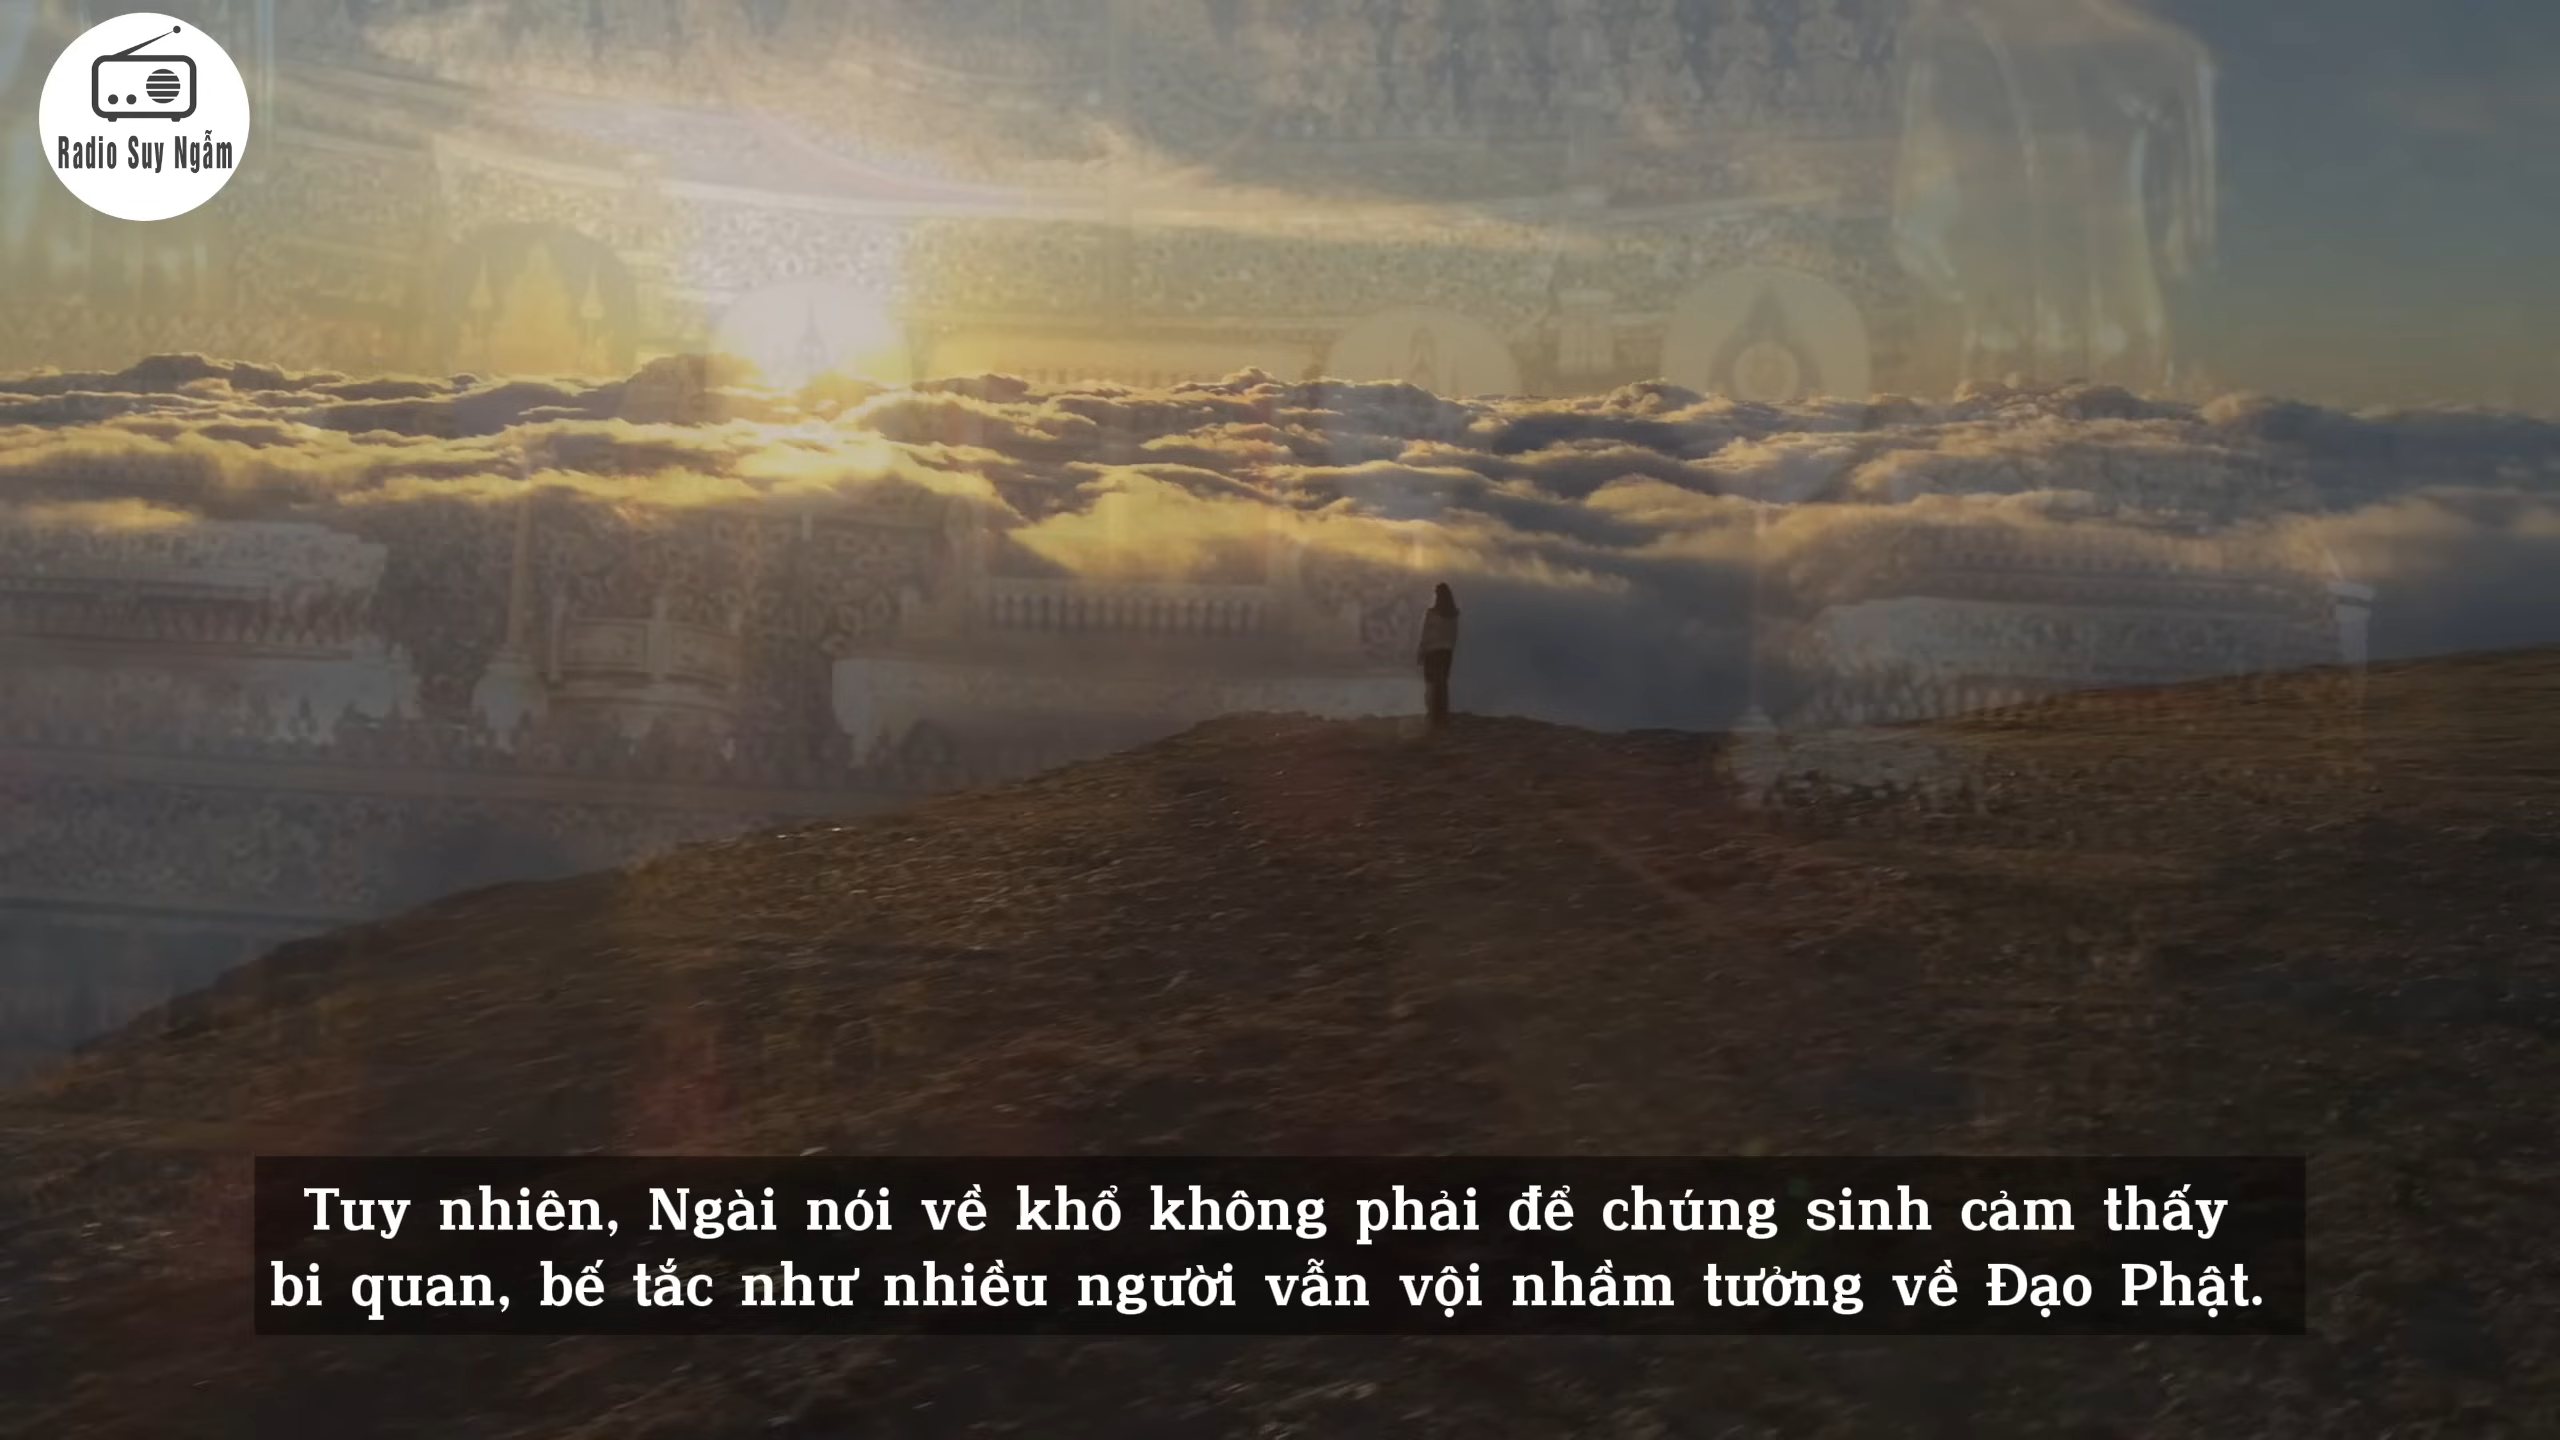 Radio Suy Ngẫm
Tuy nhiên, Ngài nói về khổ không phải để chúng sinh cảm thấy
bi quan, bế tắc như nhiều người vẫn vội nhầm tưởng về Đạo Phật.